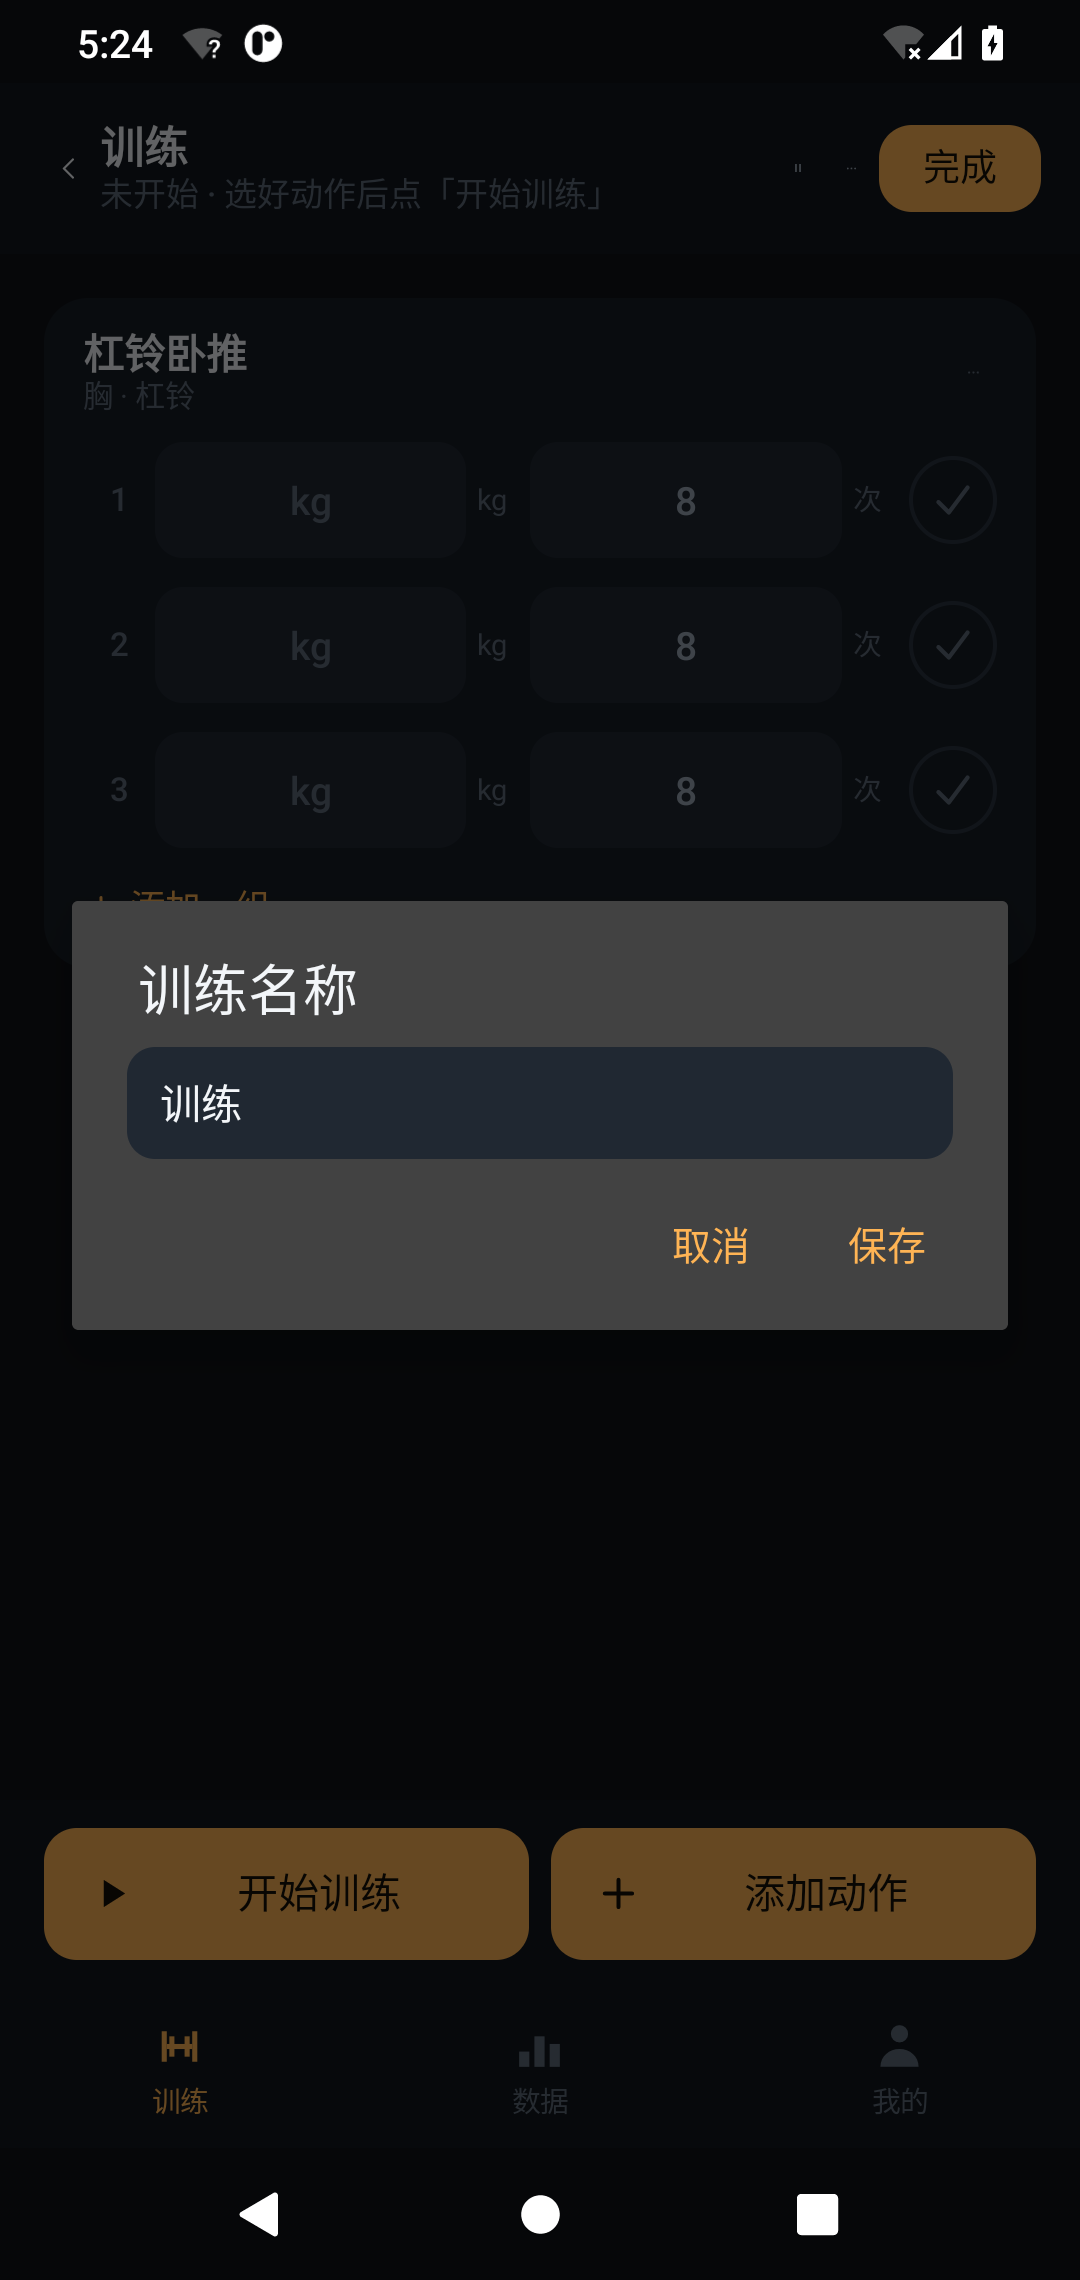 5:24
训练
未开始 · 选好动作后点「开始训练」
完成
杠铃卧推
胸 · 杠铃
1 kg kg 8 次
2 kg kg 8 次
3 kg kg 8 次
训练名称
训练
取消 保存
开始训练 添加动作
训练 数据 我的